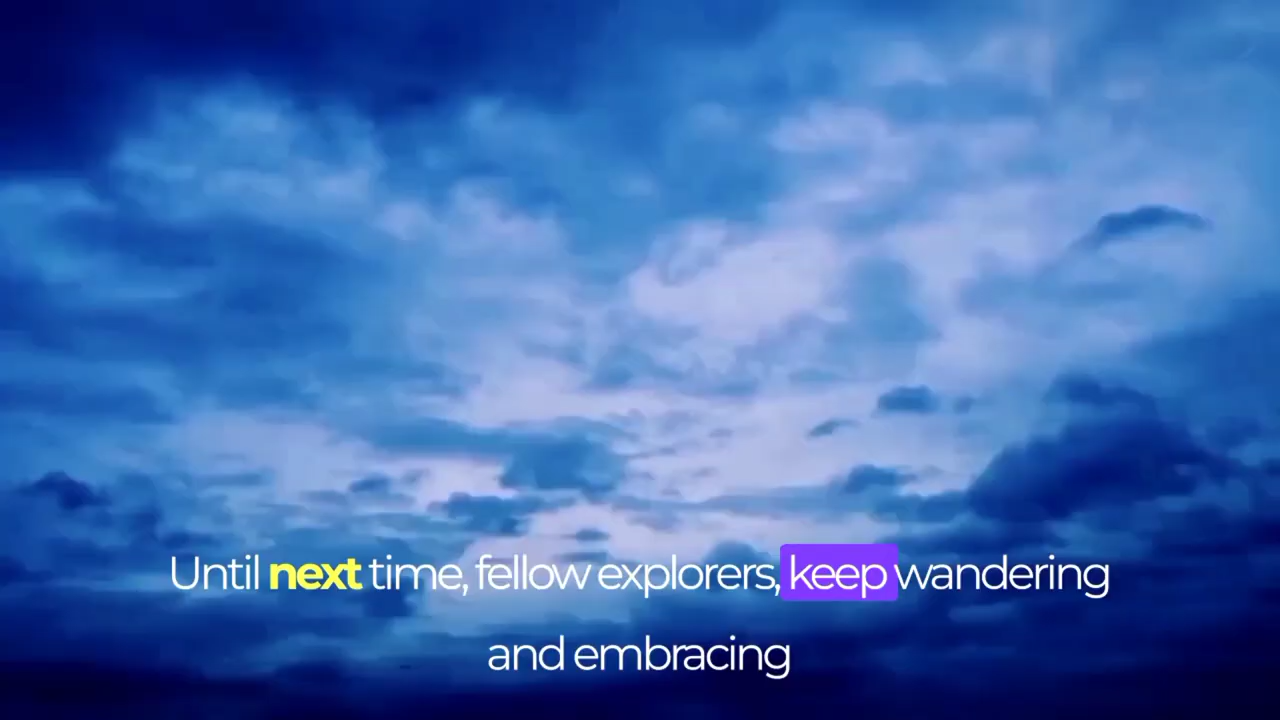 Until next time, fellow explorers, keep wandering
and embracing